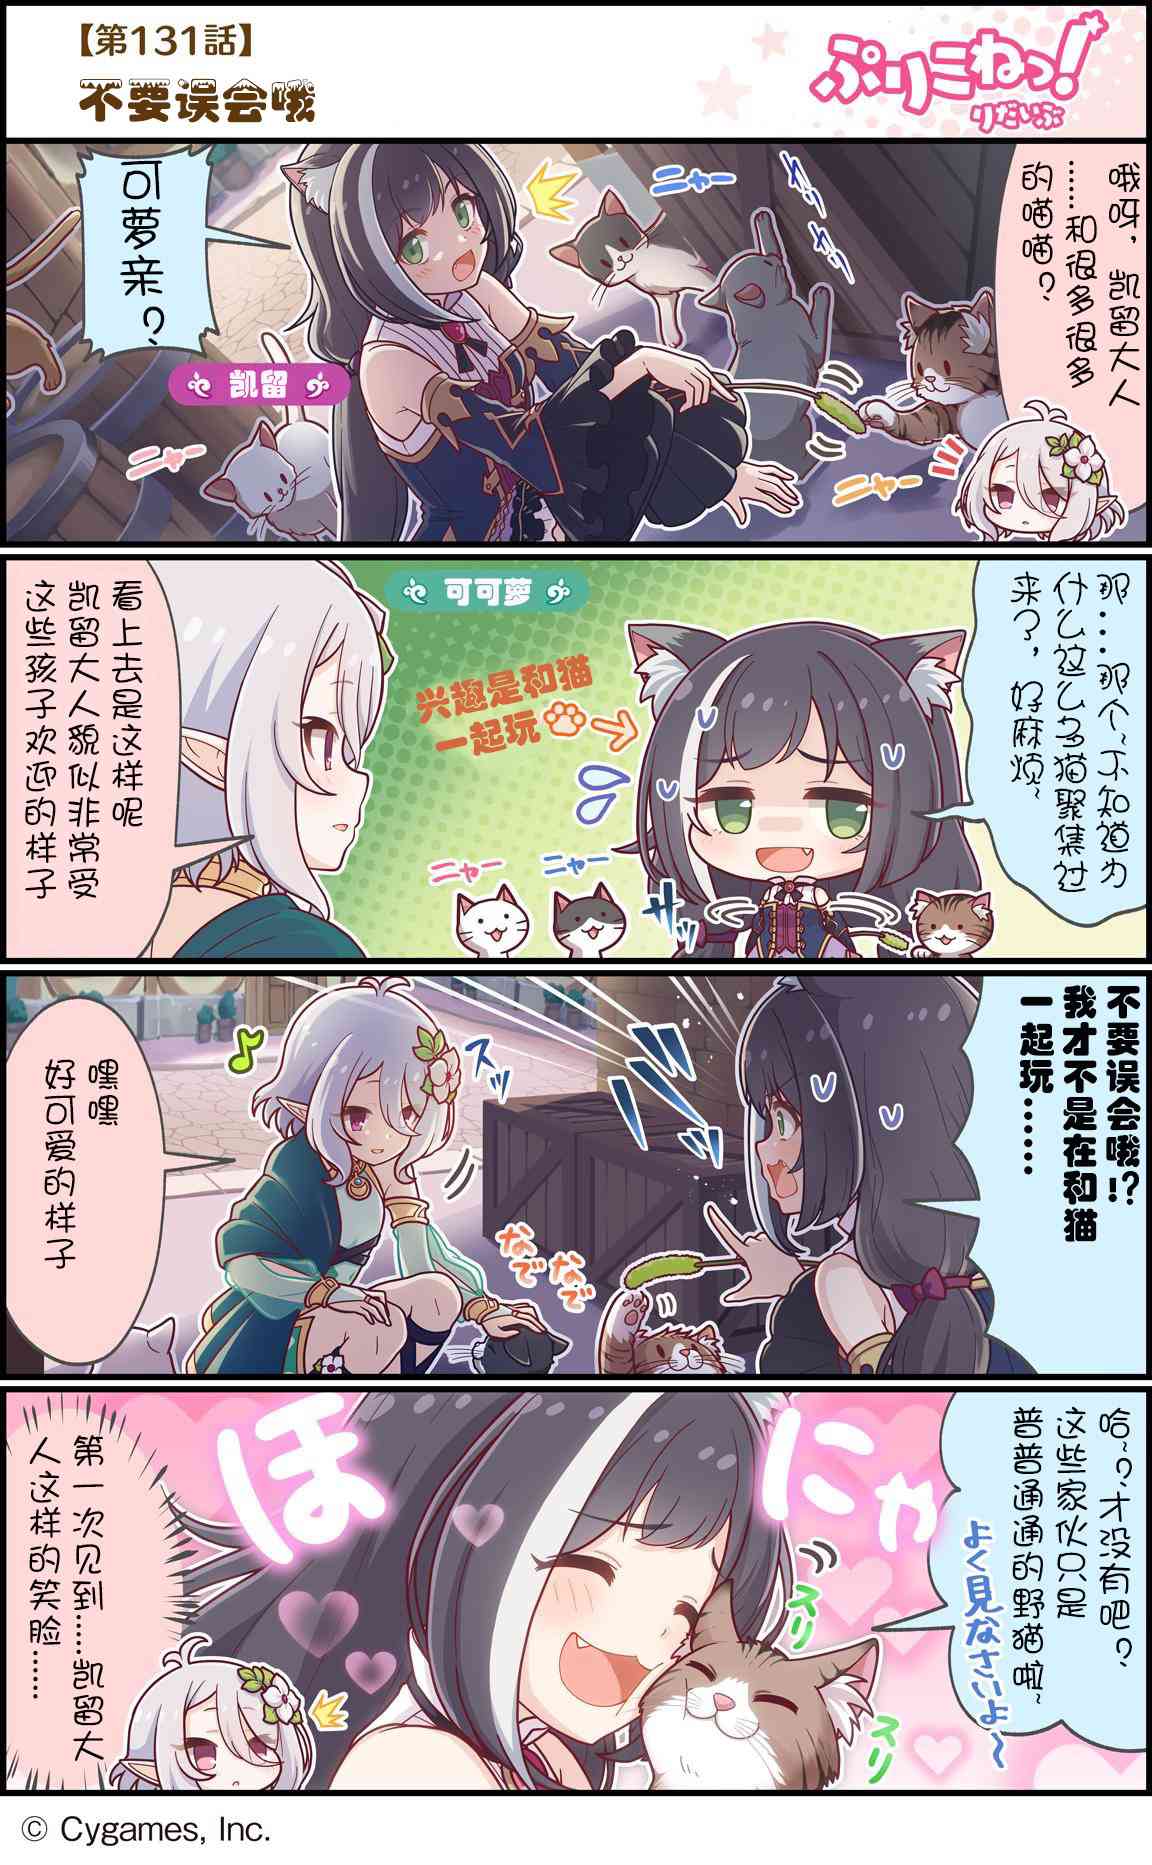 【第131話】
不要误会哦
ぷりこねっ!
りだいぶ
哦呀，凯留大人
……和很多很多
的喵喵？
可萝亲？
凯留
ニャー
ニャー
ニャー
那...那个~不知道为
什么这么多猫聚集过
来了，好麻烦~
可可萝
兴趣是和猫
一起玩
看上去是这样呢
凯留大人貌似非常受
这些孩子欢迎的样子
ニャー
ニャー
サッ
不要误会哦!?
我才不是在和猫
一起玩……
スッ
嘿嘿
好可爱的样子
なで
なで
なで
なで
哈~？才没有吧？
这些家伙只是
普普通通的野猫啦~
よく見なさいよ~
ほ
にゃ
スリ
スリ
第一次见到……凯留大
人这样的笑脸……
© Cygames, Inc.